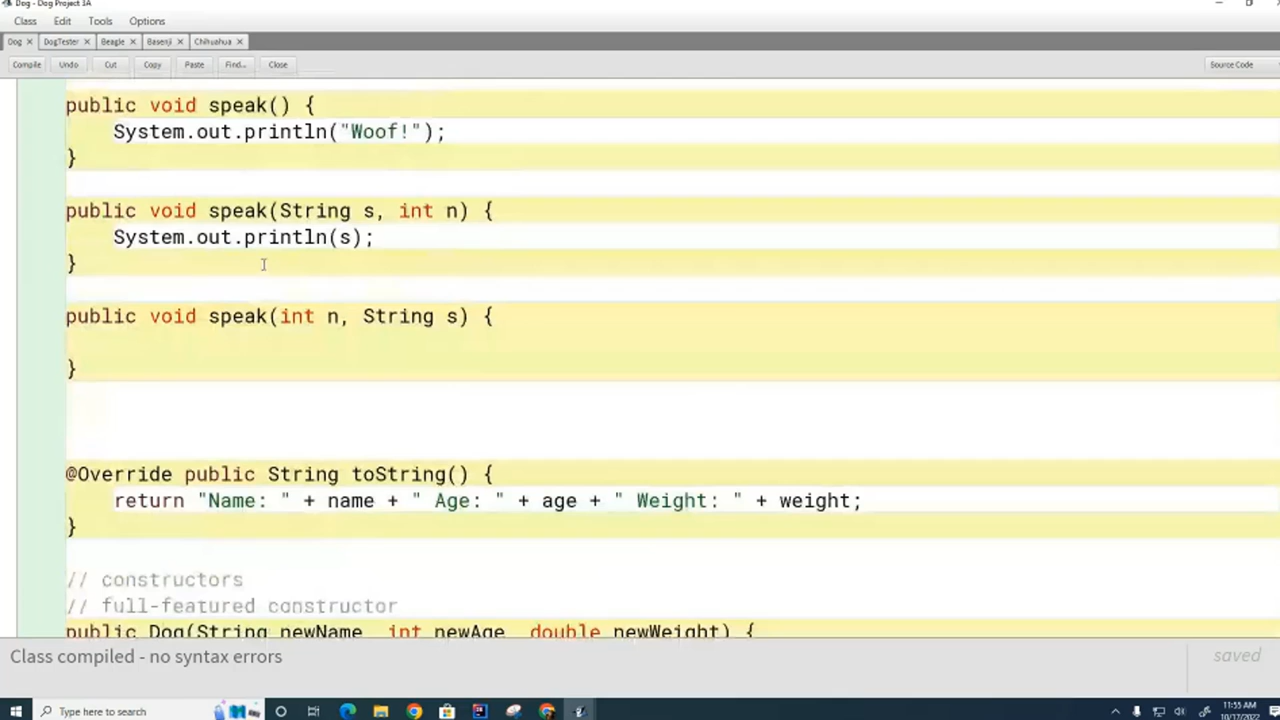 Dog - Dog Project IA
Class Edit Tools Options
Dog × DogTester × Beagle × Basenji × Chihuahua ×
Compile Undo Cut Copy Paste Find... Close Source Code
public void speak() {
System.out.println("Woof!");
}
public void speak(String s, int n) {
System.out.println(s);
}
public void speak(int n, String s) {
}
@Override public String toString() {
return "Name: " + name + " Age: " + age + " Weight: " + weight;
}
// constructors
// full-featured constructor
public Dog(String newName, int newAge, double newWeight) {
Class compiled - no syntax errors
saved
Type here to search
11:55 AM
10/17/2022